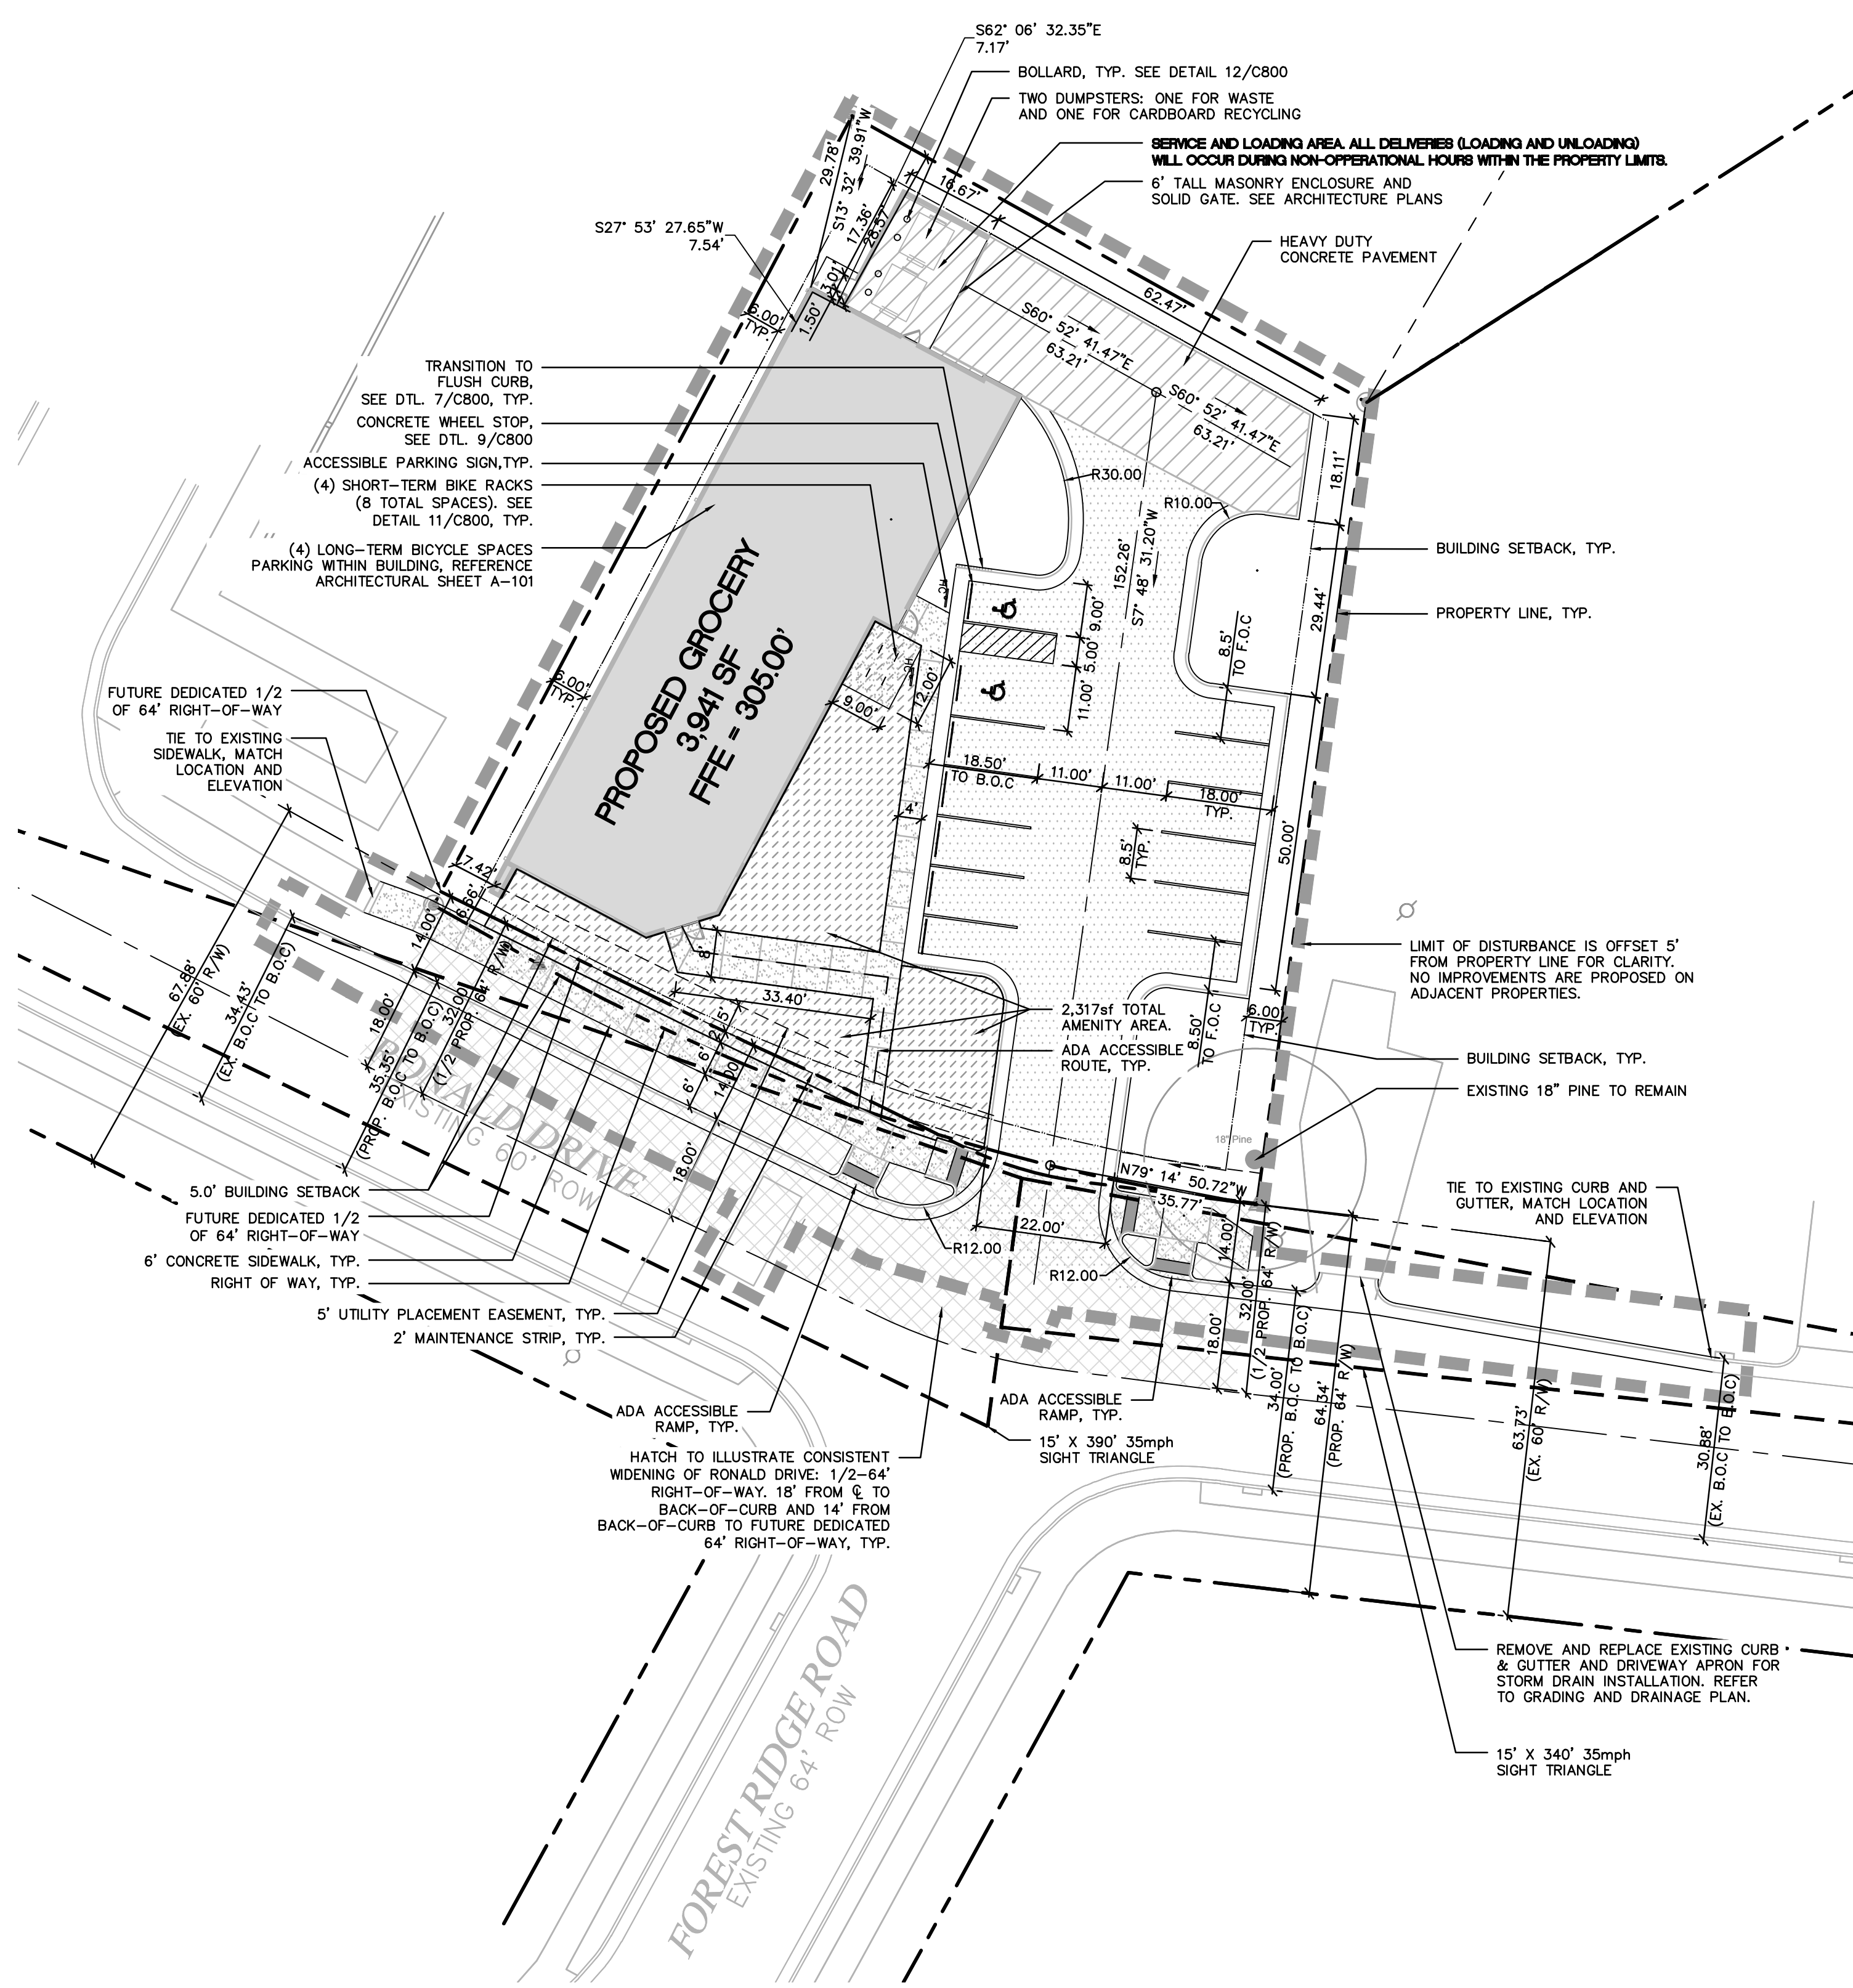 S62° 06' 32.35"E
7.17'
BOLLARD, TYP. SEE DETAIL 12/C800
TWO DUMPSTERS: ONE FOR WASTE
AND ONE FOR CARDBOARD RECYCLING
SERVICE AND LOADING AREA. ALL DELIVERIES (LOADING AND UNLOADING)
WILL OCCUR DURING NON-OPPERATIONAL HOURS WITHIN THE PROPERTY LIMITS.
6' TALL MASONRY ENCLOSURE AND
SOLID GATE. SEE ARCHITECTURE PLANS
HEAVY DUTY
CONCRETE PAVEMENT
29.78'
S13° 32' 39.91"W
17.36'
28.57'
16.67'
3.01'
1.50'
S27° 53' 27.65"W
7.54'
6.00'
TYP.
62.47'
S60° 52' 41.47"E
63.21'
S60° 52' 41.47"E
63.21'
18.11'
TRANSITION TO
FLUSH CURB,
SEE DTL. 7/C800, TYP.
CONCRETE WHEEL STOP,
SEE DTL. 9/C800
ACCESSIBLE PARKING SIGN,TYP.
(4) SHORT-TERM BIKE RACKS
(8 TOTAL SPACES). SEE
DETAIL 11/C800, TYP.
(4) LONG-TERM BICYCLE SPACES
PARKING WITHIN BUILDING, REFERENCE
ARCHITECTURAL SHEET A-101
R30.00
R10.00
152.26'
S7° 48' 31.20"W
BUILDING SETBACK, TYP.
PROPERTY LINE, TYP.
29.44'
8.5'
TO F.O.C
9.00'
5.00'
11.00'
HC
HC
12.00'
9.00'
PROPOSED GROCERY
3,941 SF
FFE = 305.00'
6.00'
TYP.
FUTURE DEDICATED 1/2
OF 64' RIGHT-OF-WAY
TIE TO EXISTING
SIDEWALK, MATCH
LOCATION AND
ELEVATION
18.50'
TO B.O.C
11.00'
11.00'
18.00'
TYP.
4'
8.5'
TYP.
50.00'
7.42'
6.66'
14.00'
67.88'
(EX. 60' R/W)
34.43'
(EX. B.O.C TO B.O.C)
18.00'
35.35'
(PROP. B.O.C TO B.O.C)
32.00'
(1/2 PROP. 64' R/W)
8'
33.40'
2,317sf TOTAL
AMENITY AREA.
ADA ACCESSIBLE
ROUTE, TYP.
8.50'
TO F.O.C
6.00'
TYP.
LIMIT OF DISTURBANCE IS OFFSET 5'
FROM PROPERTY LINE FOR CLARITY.
NO IMPROVEMENTS ARE PROPOSED ON
ADJACENT PROPERTIES.
BUILDING SETBACK, TYP.
EXISTING 18" PINE TO REMAIN
18" Pine
RONALD DRIVE
EXISTING 60' ROW
5'
2'
6'
6'
14.00'
18.00'
5.0' BUILDING SETBACK
FUTURE DEDICATED 1/2
OF 64' RIGHT-OF-WAY
6' CONCRETE SIDEWALK, TYP.
RIGHT OF WAY, TYP.
5' UTILITY PLACEMENT EASEMENT, TYP.
2' MAINTENANCE STRIP, TYP.
N79° 14' 50.72"W
35.77'
22.00'
R12.00
R12.00
TIE TO EXISTING CURB AND
GUTTER, MATCH LOCATION
AND ELEVATION
14.00'
18.00'
32.00'
(1/2 PROP. 64' R/W)
34.00'
(PROP. B.O.C TO B.O.C)
64.34'
(PROP. 64' R/W)
63.73'
(EX. 60' R/W)
30.88'
(EX. B.O.C TO B.O.C)
ADA ACCESSIBLE
RAMP, TYP.
ADA ACCESSIBLE
RAMP, TYP.
15' X 390' 35mph
SIGHT TRIANGLE
HATCH TO ILLUSTRATE CONSISTENT
WIDENING OF RONALD DRIVE: 1/2-64'
RIGHT-OF-WAY. 18' FROM ℄ TO
BACK-OF-CURB AND 14' FROM
BACK-OF-CURB TO FUTURE DEDICATED
64' RIGHT-OF-WAY, TYP.
FOREST RIDGE ROAD
EXISTING 64' ROW
REMOVE AND REPLACE EXISTING CURB
& GUTTER AND DRIVEWAY APRON FOR
STORM DRAIN INSTALLATION. REFER
TO GRADING AND DRAINAGE PLAN.
15' X 340' 35mph
SIGHT TRIANGLE